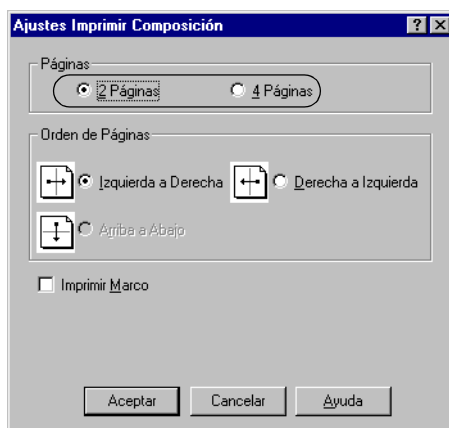 Ajustes Imprimir Composición
Páginas
2 Páginas 4 Páginas
Orden de Páginas
Izquierda a Derecha Derecha a Izquierda
Arriba a Abajo
Imprimir Marco
Aceptar Cancelar Ayuda